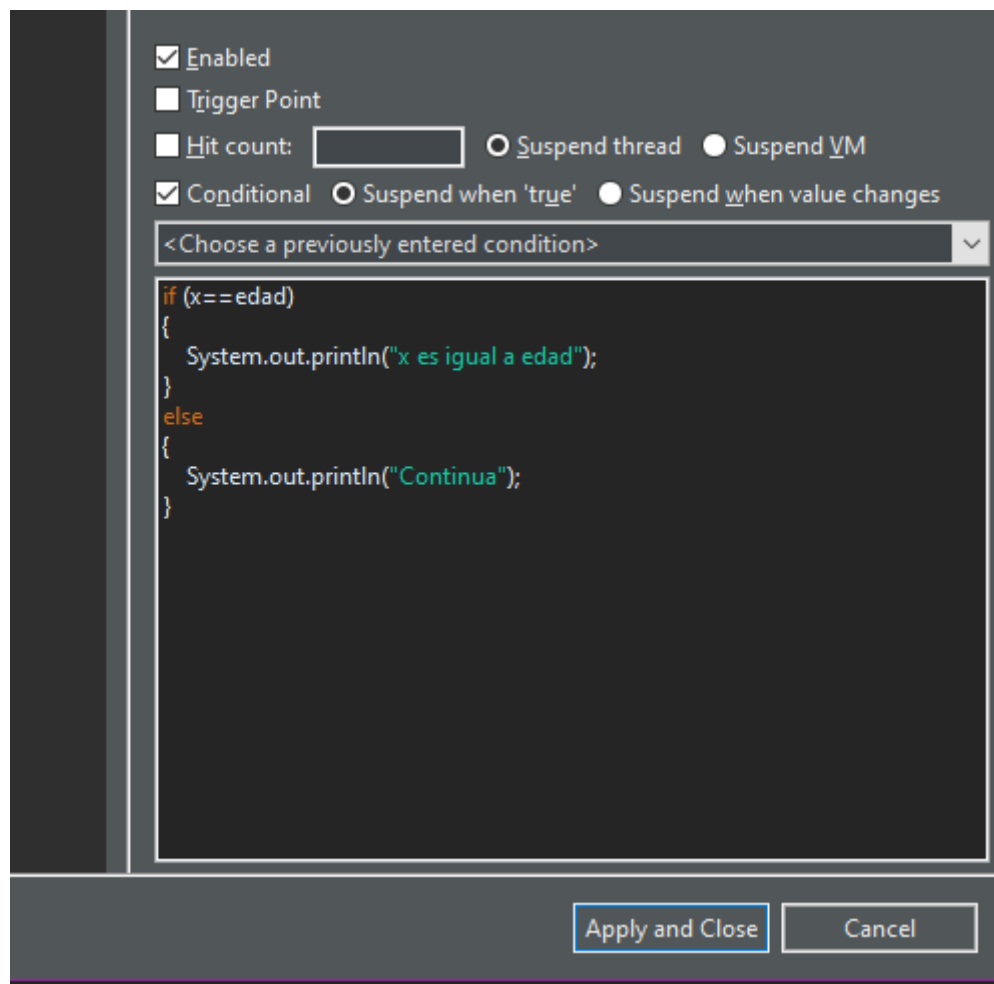 Enabled
Trigger Point
Hit count: Suspend thread Suspend VM
Conditional Suspend when 'true' Suspend when value changes
<Choose a previously entered condition>
if (x==edad)
{
System.out.println("x es igual a edad");
}
else
{
System.out.println("Continua");
}
Apply and Close Cancel